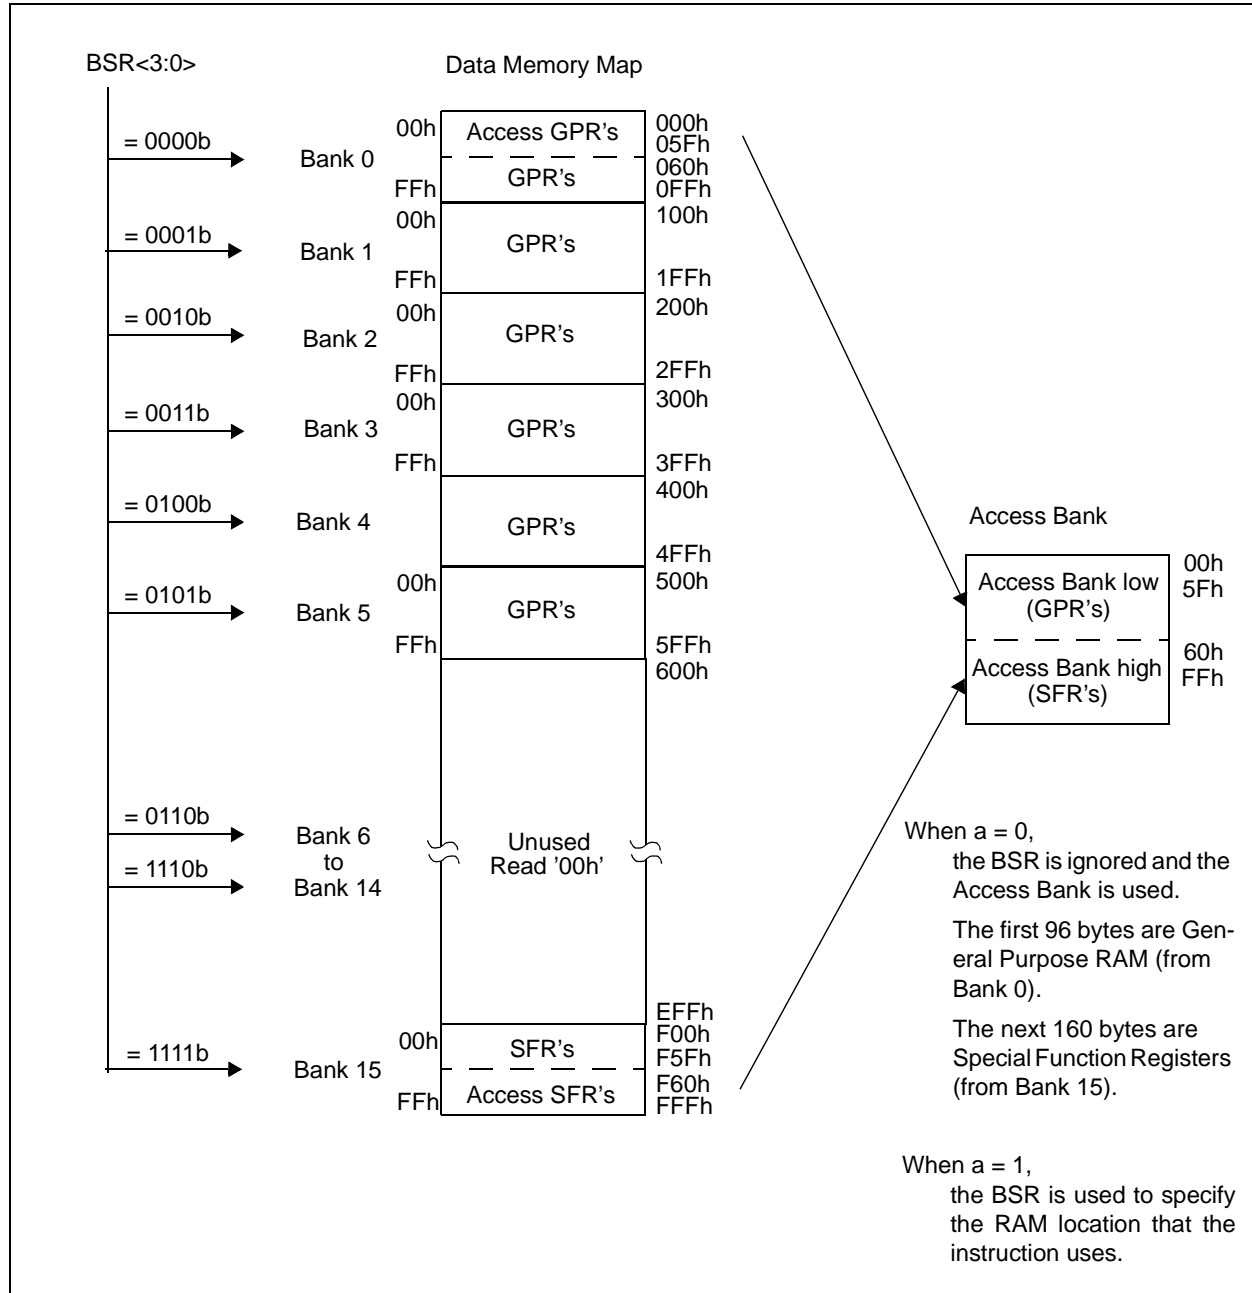 BSR<3:0>
Data Memory Map
= 0000b
Bank 0
00h
Access GPR's
000h
05Fh
GPR's
060h
FFh
0FFh
= 0001b
Bank 1
00h
GPR's
100h
FFh
1FFh
= 0010b
Bank 2
00h
GPR's
200h
FFh
2FFh
= 0011b
Bank 3
00h
GPR's
300h
FFh
3FFh
= 0100b
Bank 4
GPR's
400h
4FFh
= 0101b
Bank 5
00h
GPR's
500h
FFh
5FFh
600h
= 0110b
= 1110b
Bank 6
to
Bank 14
Unused
Read '00h'
EFFh
= 1111b
Bank 15
00h
SFR's
F00h
F5Fh
FFh
Access SFR's
F60h
FFFh
Access Bank
Access Bank low
(GPR's)
00h
5Fh
Access Bank high
(SFR's)
60h
FFh
When a = 0,
the BSR is ignored and the
Access Bank is used.
The first 96 bytes are Gen-
eral Purpose RAM (from
Bank 0).
The next 160 bytes are
Special Function Registers
(from Bank 15).
When a = 1,
the BSR is used to specify
the RAM location that the
instruction uses.